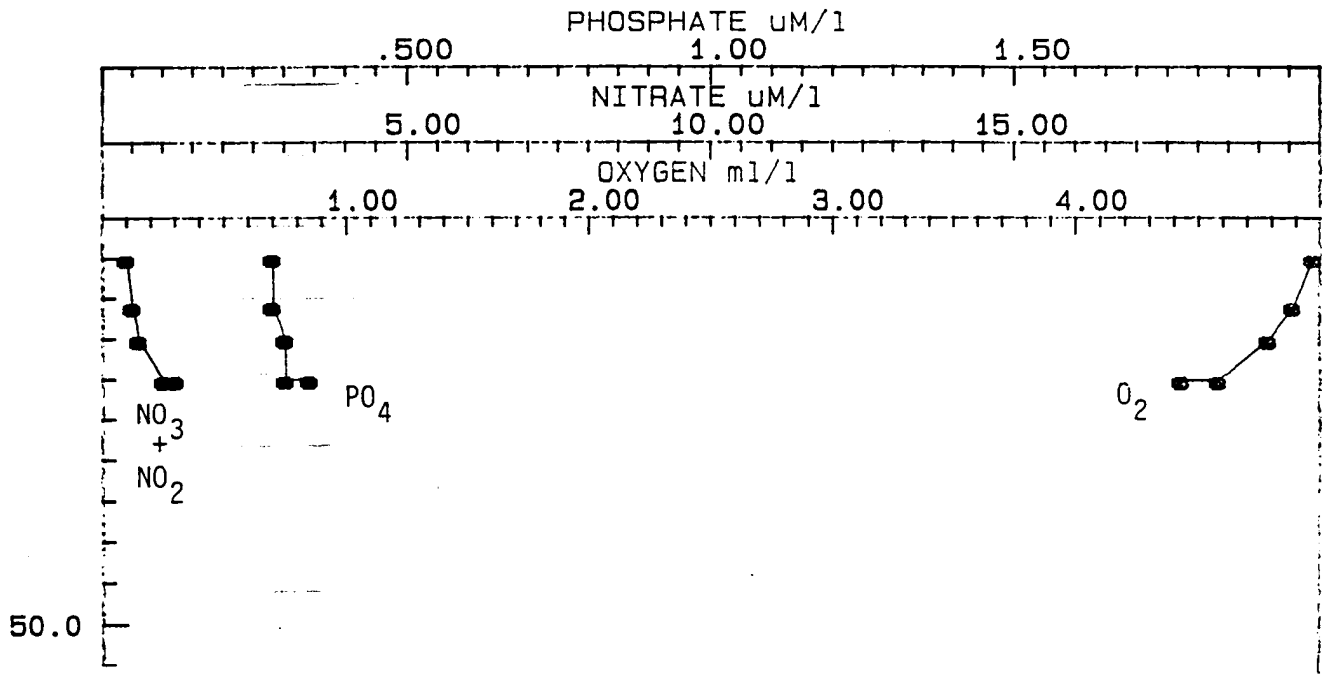 PHOSPHATE uM/l
.500 1.00 1.50
NITRATE uM/l
5.00 10.00 15.00
OXYGEN ml/l
1.00 2.00 3.00 4.00
NO3
+
NO2
PO4
O2
50.0